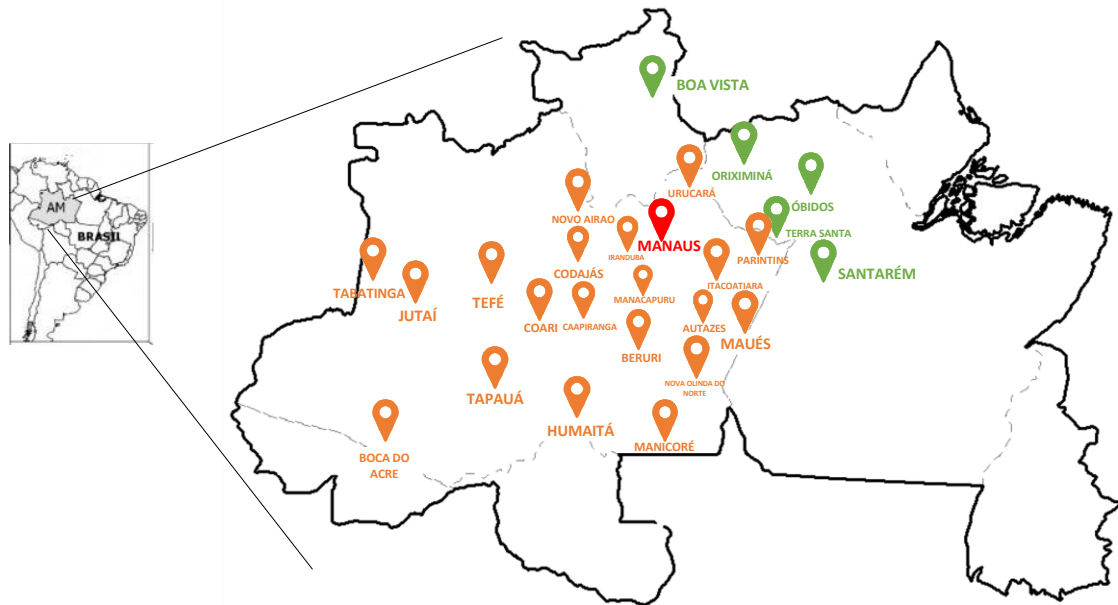 BOA VISTA
ORIXIMINÁ
URUCARÁ
AM
ÓBIDOS
NOVO AIRAO
TERRA SANTA
BRASIL
MANAUS
IRANDUBA
PARINTINS
CODAJÁS
SANTARÉM
ITACOATIARA
TABATINGA
TEFÉ
MANACAPURU
JUTAÍ
COARI
CAAPIRANGA
AUTAZES
MAUÉS
BERURI
NOVA OLINDA DO
NORTE
TAPAUÁ
HUMAITÁ
MANICORÉ
BOCA DO
ACRE